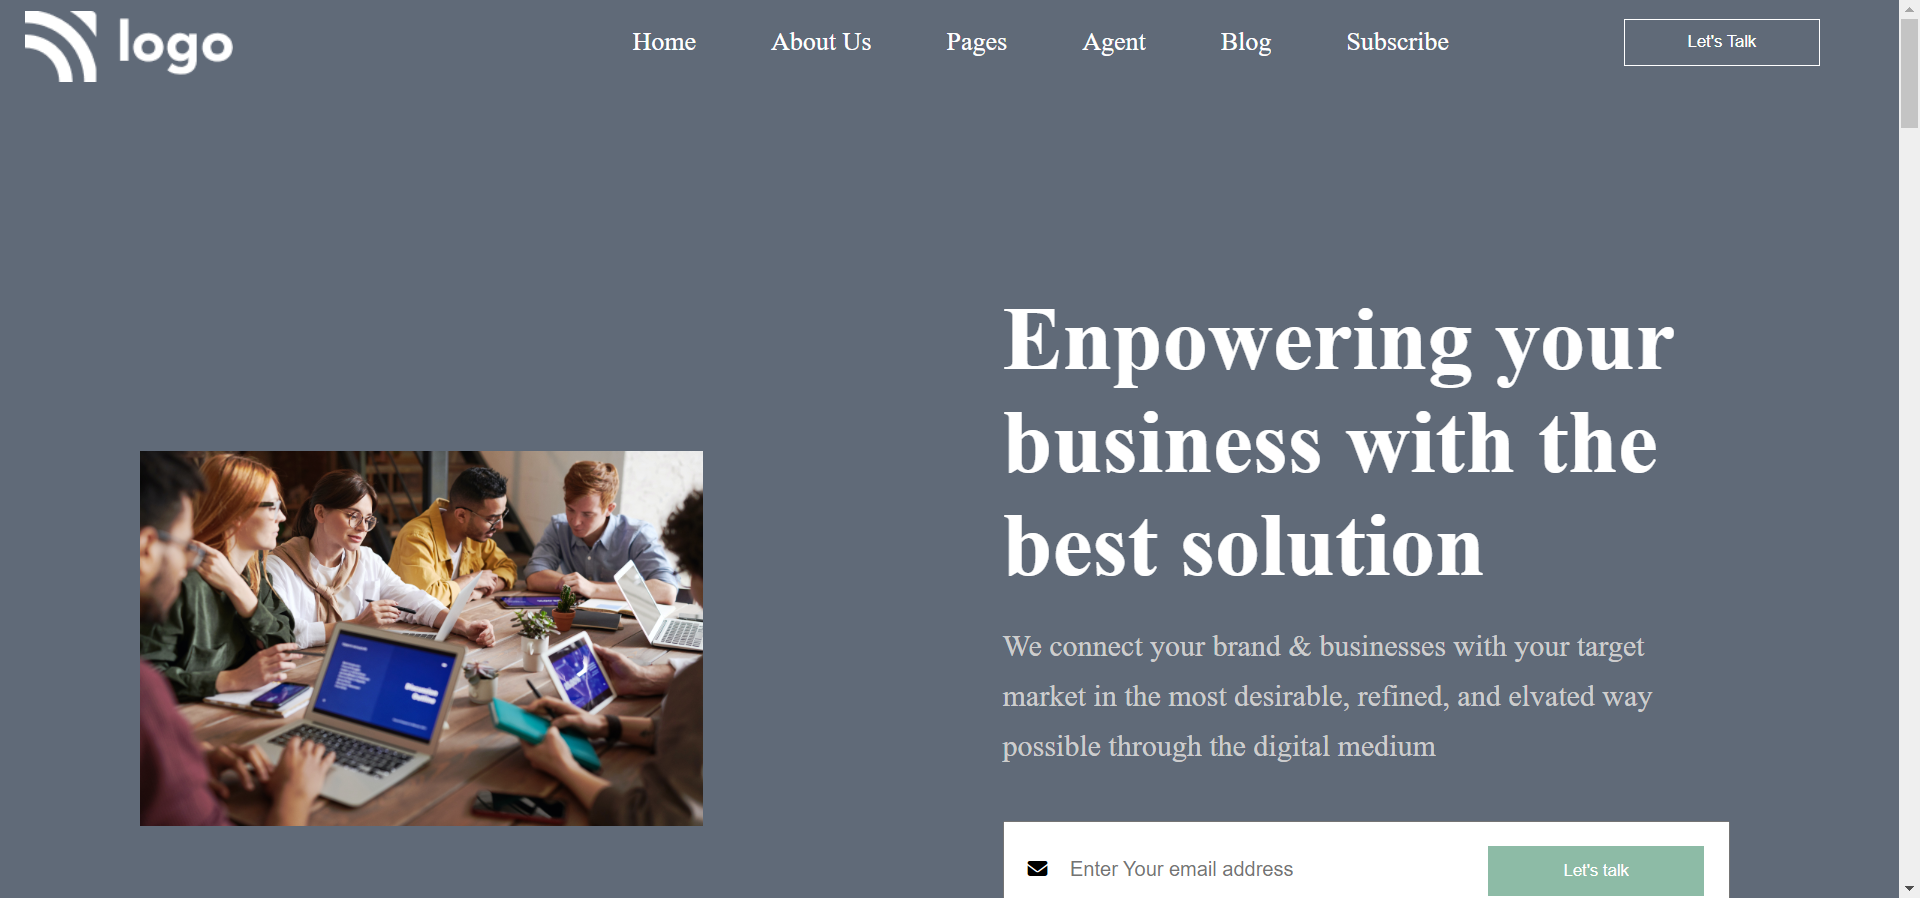 logo
Home About Us Pages Agent Blog Subscribe Let's Talk
Enpowering your
business with the
best solution
We connect your brand & businesses with your target
market in the most desirable, refined, and elvated way
possible through the digital medium
Enter Your email address Let's talk